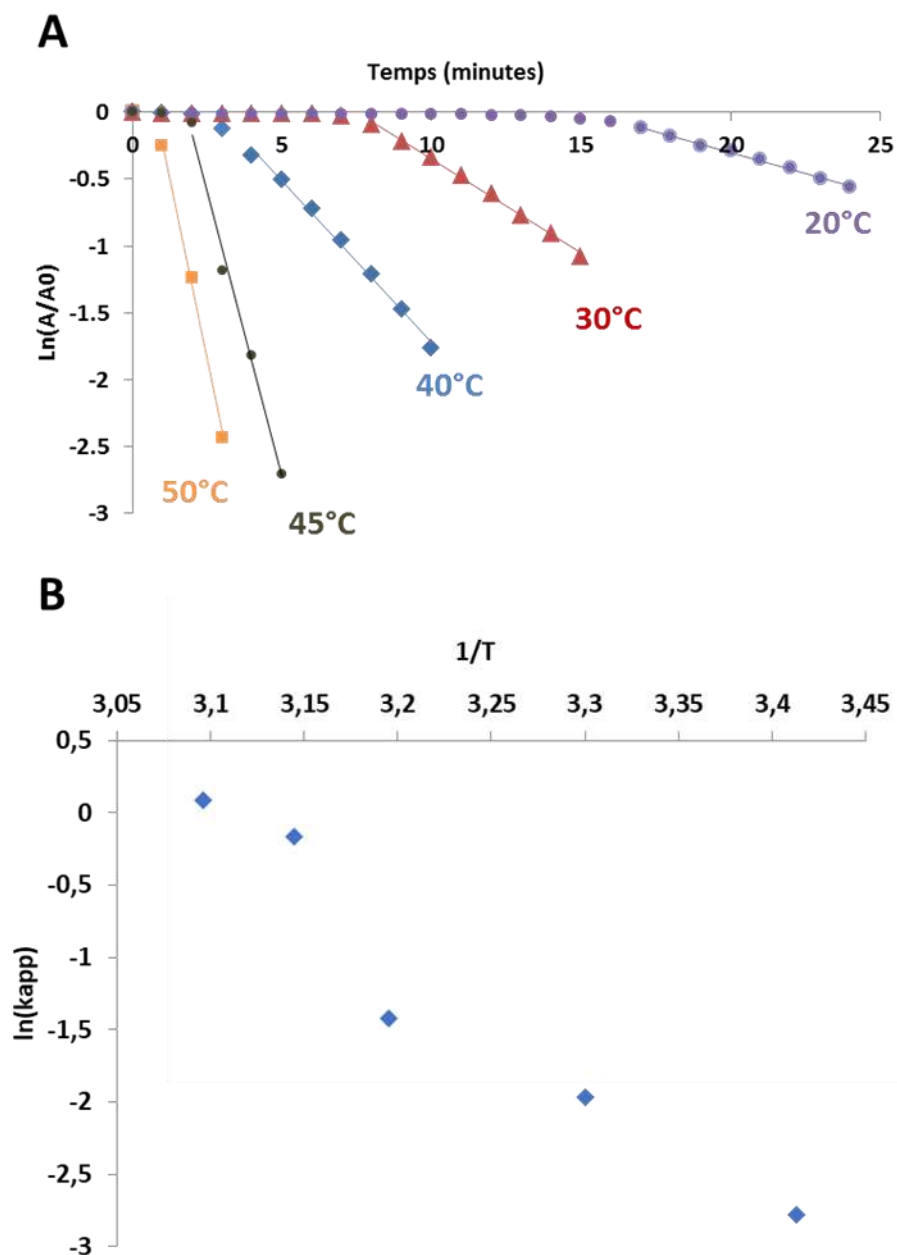 A
Temps (minutes)
0
0 5 10 15 20 25
-0.5
-1
-1.5
-2
-2.5
-3
Ln(A/A0)
20°C
30°C
40°C
50°C
45°C
B
1/T
3,05 3,1 3,15 3,2 3,25 3,3 3,35 3,4 3,45
0,5
0
-0,5
-1
-1,5
-2
-2,5
-3
ln(kapp)